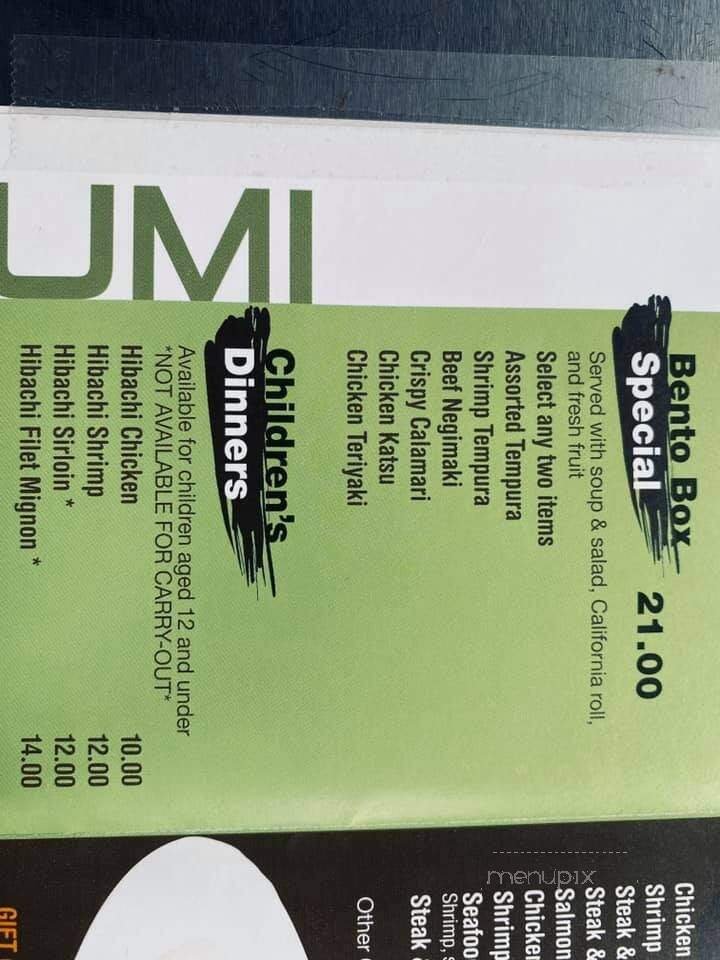 UMI
Bento Box
Special 21.00
Served with soup & salad, California roll,
and fresh fruit
Select any two items
Assorted Tempura
Shrimp Tempura
Beef Negimaki
Crispy Calamari
Chicken Katsu
Chicken Teriyaki
Children's
Dinners
Available for children aged 12 and under
*NOT AVAILABLE FOR CARRY-OUT*
Hibachi Chicken 10.00
Hibachi Shrimp 12.00
Hibachi Sirloin * 12.00
Hibachi Filet Mignon * 14.00
Chicken
Shrimp
Steak &
Steak &
Salmon
Chicken
Shrimp
Seafoo
Shrimp, s
Steak &
Other
GIFT
menupix